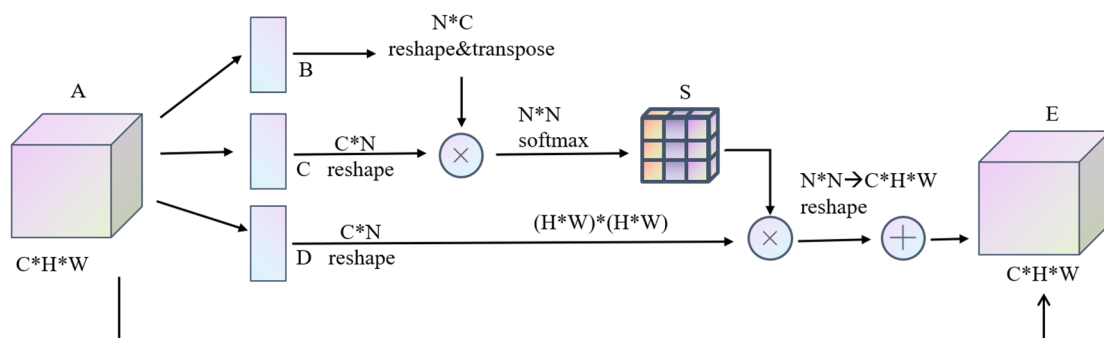 A
C*H*W
B
N*C
reshape&transpose
C
C*N
reshape
×
N*N
softmax
S
D
C*N
reshape
(H*W)*(H*W)
×
N*N→C*H*W
reshape
+
E
C*H*W